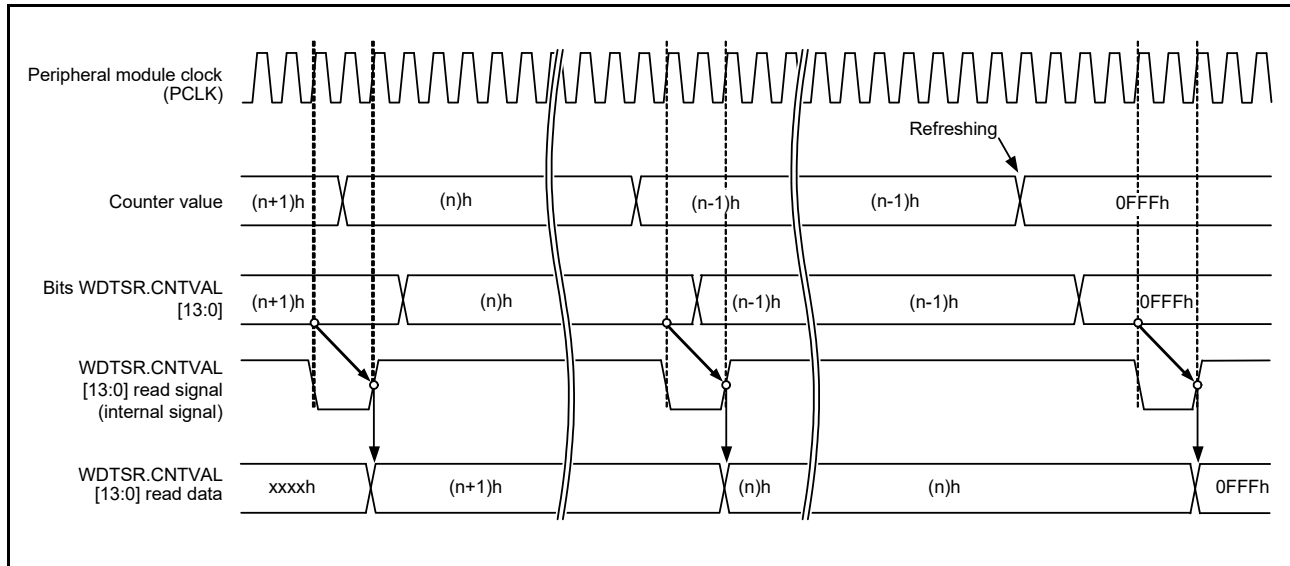 Peripheral module clock
(PCLK)
Refreshing
Counter value
(n+1)h
(n)h
(n-1)h
(n-1)h
0FFFh
Bits WDTSR.CNTVAL
[13:0]
(n+1)h
(n)h
(n-1)h
(n-1)h
0FFFh
WDTSR.CNTVAL
[13:0] read signal
(internal signal)
WDTSR.CNTVAL
[13:0] read data
xxxxh
(n+1)h
(n)h
(n)h
0FFFh